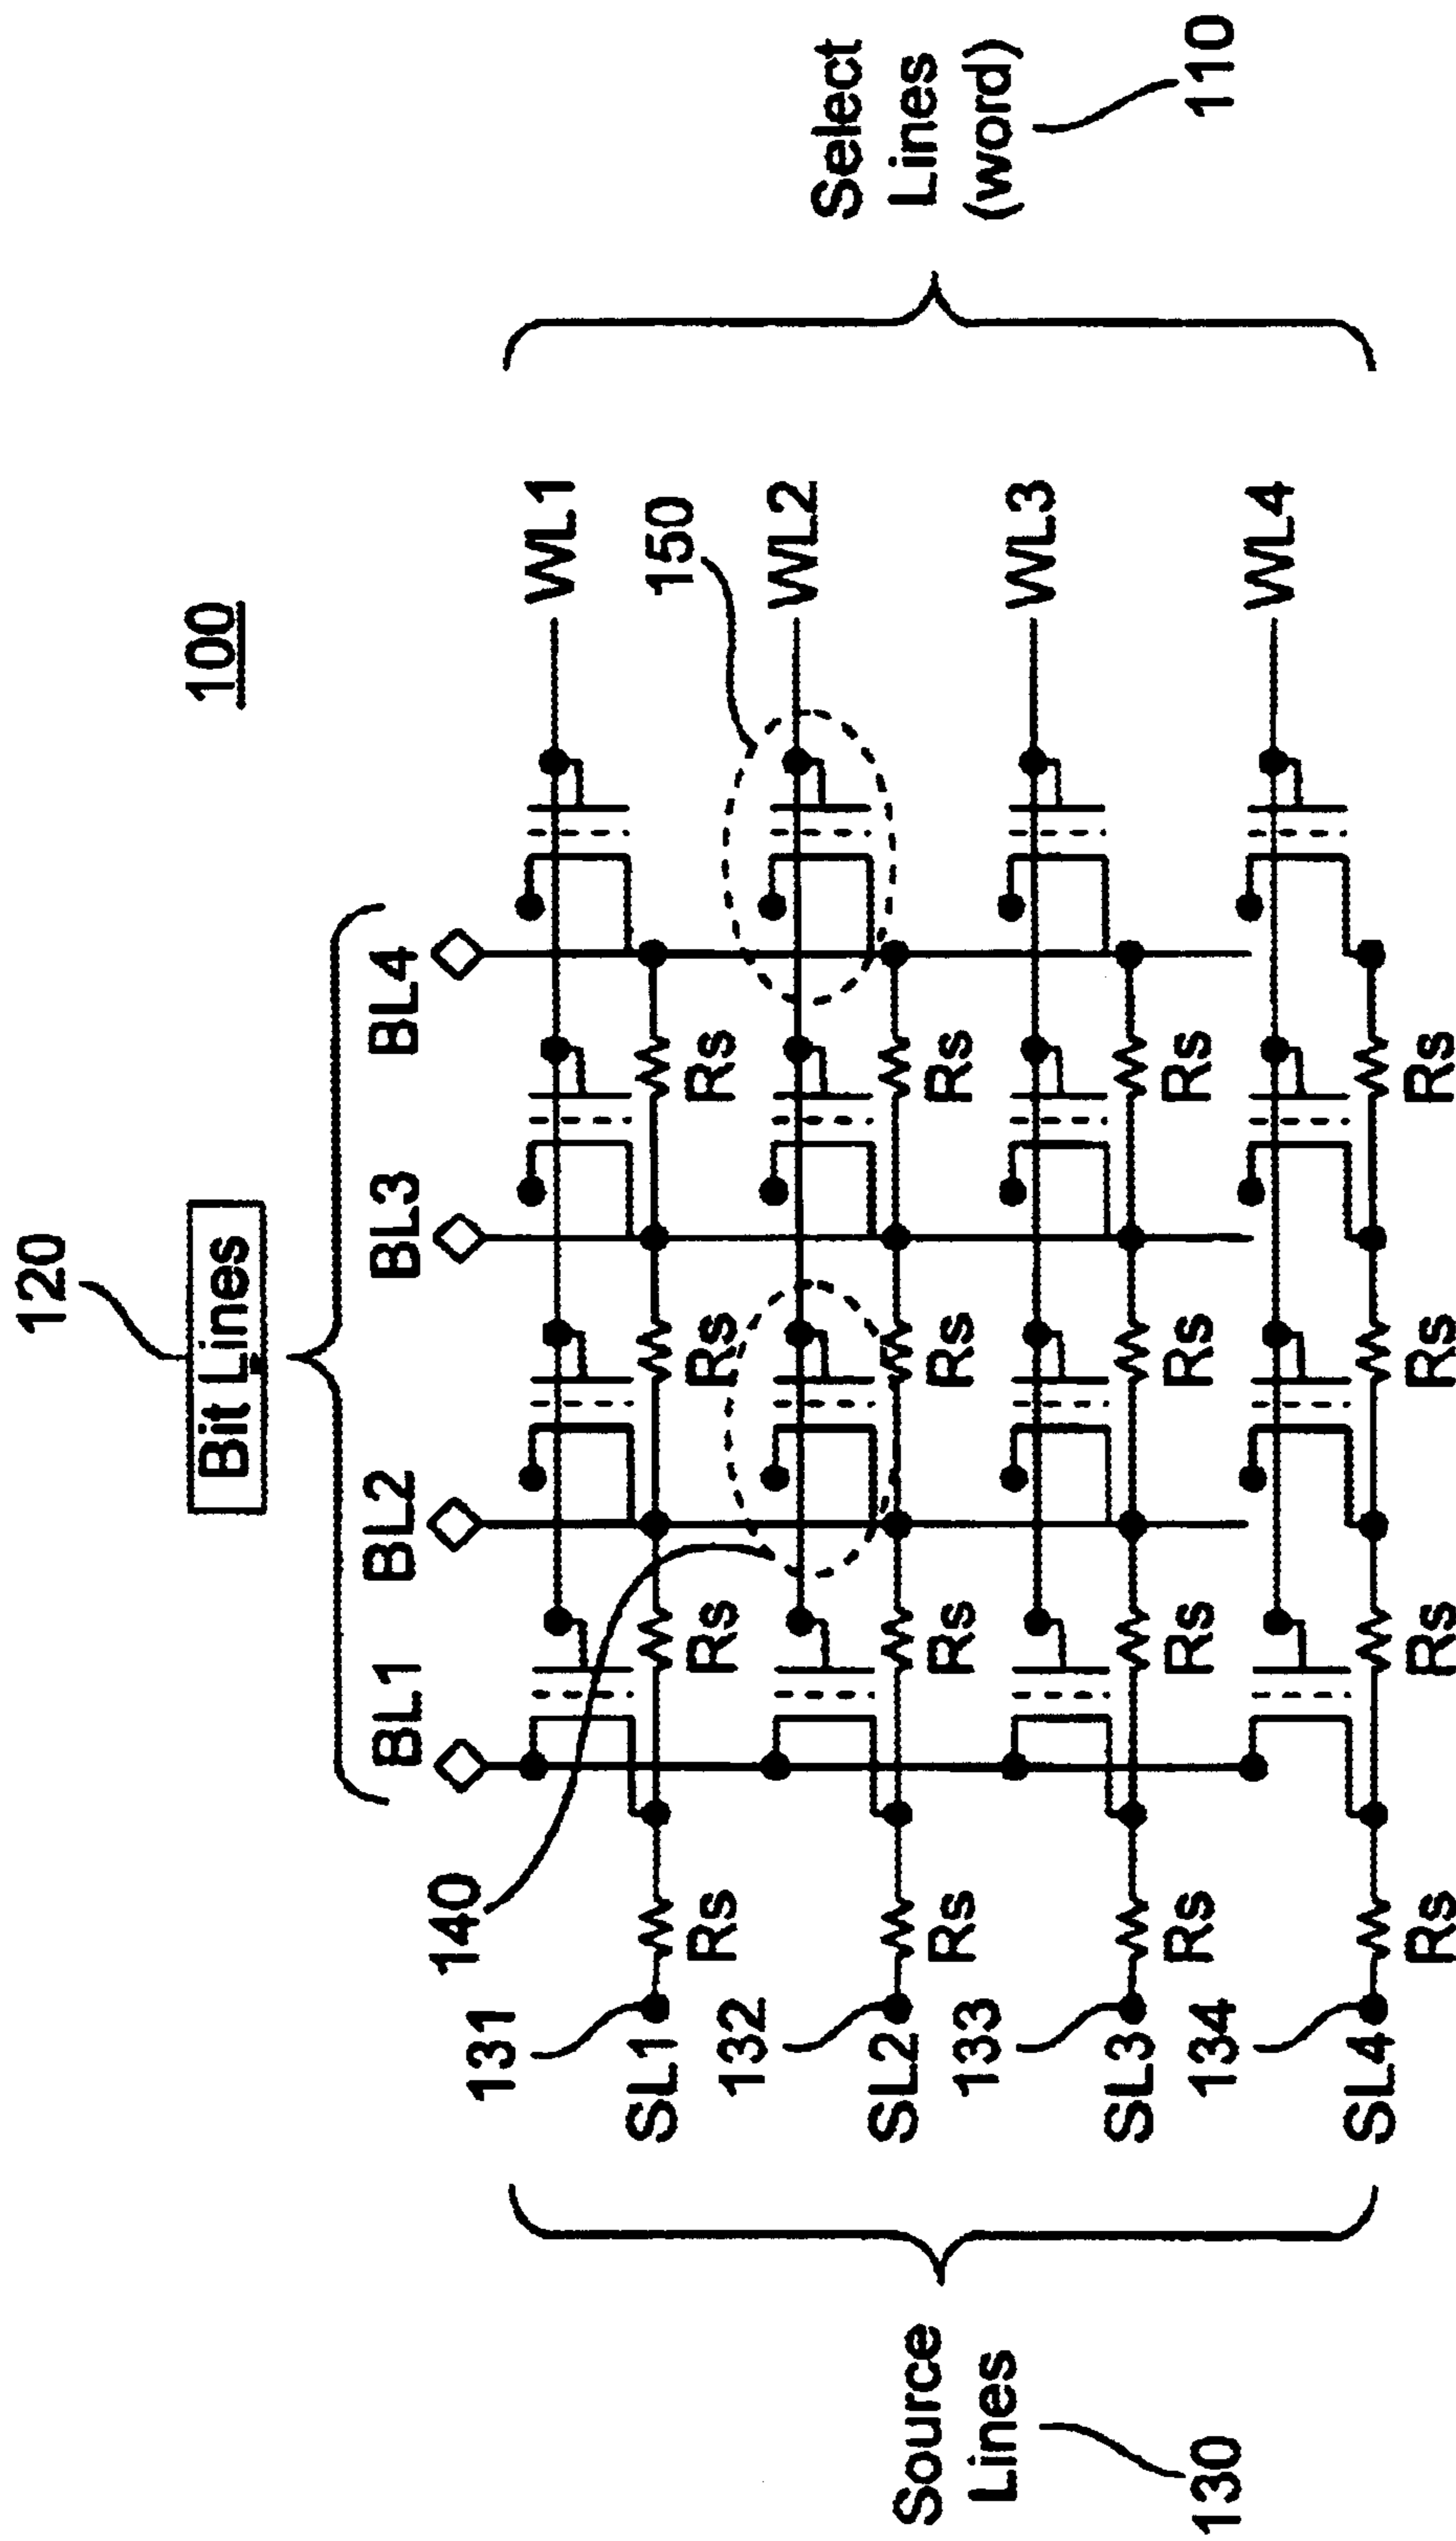 100
120
Bit Lines
BL1
BL2
BL3
BL4
WL1
150
WL2
WL3
WL4
Select
Lines
(word)
110
140
131
SL1
Rs
Rs
Rs
Rs
132
SL2
Rs
Rs
Rs
Rs
133
SL3
Rs
Rs
Rs
Rs
134
SL4
Rs
Rs
Rs
Rs
Source
Lines
130